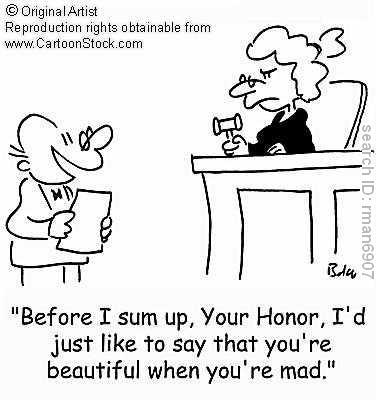 © Original Artist
Reproduction rights obtainable from
www.CartoonStock.com
search ID: rman6907
"Before I sum up, Your Honor, I'd
just like to say that you're
beautiful when you're mad."